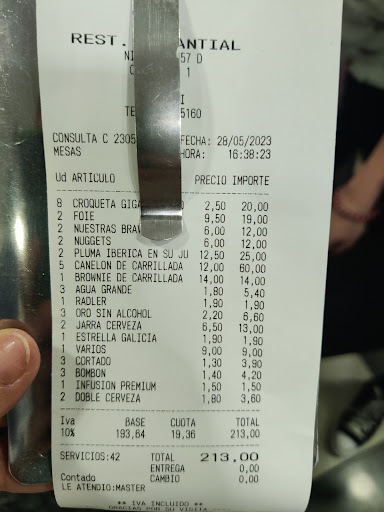 REST. ANTIAL
57 D
C 1
I
TE 5160
CONSULTA C 2305 FECHA: 28/05/2023
MESAS HORA: 16:38:23
Ud ARTICULO PRECIO IMPORTE
8 CROQUETA GIGA 2,50 20,00
2 FOIE 9,50 19,00
2 NUESTRAS BRAV 6,00 12,00
2 NUGGETS 6,00 12,00
2 PLUMA IBERICA EN SU JU 12,50 25,00
5 CANELON DE CARRILLADA 12,00 60,00
1 BROWNIE DE CARRILLADA 14,00 14,00
3 AGUA GRANDE 1,80 5,40
1 RADLER 1,90 1,90
3 ORO SIN ALCOHOL 2,20 6,60
2 JARRA CERVEZA 6,50 13,00
1 ESTRELLA GALICIA 1,90 1,90
1 VARIOS 9,00 9,00
3 CORTADO 1,30 3,90
3 BOMBON 1,40 4,20
1 INFUSION PREMIUM 1,50 1,50
2 DOBLE CERVEZA 1,80 3,60
Iva BASE CUOTA TOTAL
10% 193,64 19,36 213,00
SERVICIOS:42 TOTAL 213,00
ENTREGA 0,00
Contado CAMBIO 0,00
LE ATENDIO:MASTER
** IVA INCLUIDO **
GRACIAS POR SU VISITA